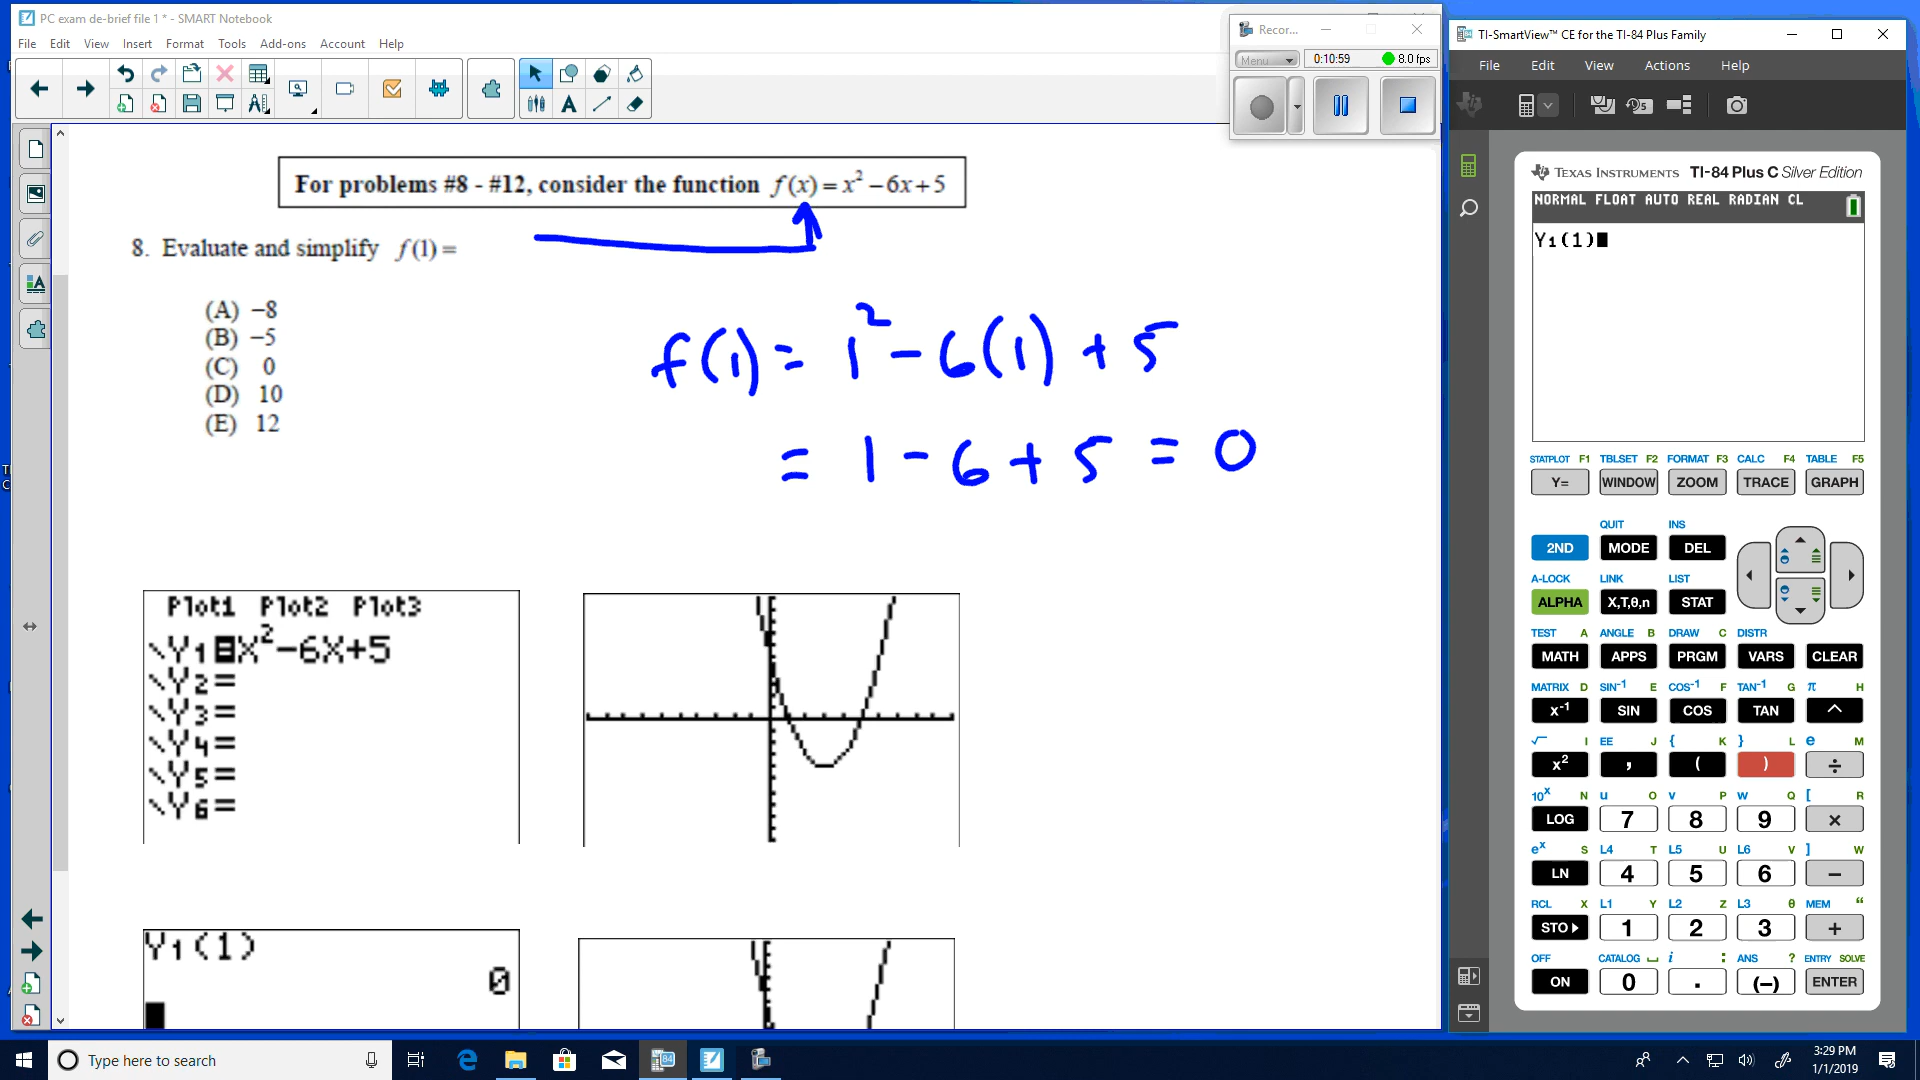 PC exam de-brief file 1 * - SMART Notebook
File Edit View Insert Format Tools Add-ons Account Help
Recor...
Menu 0:10:59 8.0 fps
For problems #8 - #12, consider the function f(x) = x² − 6x + 5
8. Evaluate and simplify f(1) =
(A) −8
(B) −5
(C) 0
(D) 10
(E) 12
f(1) = 1² − 6(1) + 5
= 1 − 6 + 5 = 0
Plot1 Plot2 Plot3
\Y1=X²−6X+5
\Y2=
\Y3=
\Y4=
\Y5=
\Y6=
Y1(1)
0
TI-SmartView™ CE for the TI-84 Plus Family
File Edit View Actions Help
TEXAS INSTRUMENTS TI-84 Plus C Silver Edition
NORMAL FLOAT AUTO REAL RADIAN CL
Y1(1)
STATPLOT F1 TBLSET F2 FORMAT F3 CALC F4 TABLE F5
Y= WINDOW ZOOM TRACE GRAPH
QUIT INS
2ND MODE DEL
A-LOCK LINK LIST
ALPHA X,T,θ,n STAT
TEST A ANGLE B DRAW C DISTR
MATH APPS PRGM VARS CLEAR
MATRIX D SIN⁻¹ E COS⁻¹ F TAN⁻¹ G π H
x⁻¹ SIN COS TAN ^
√ I EE J { K } L e M
x² , ( ) ÷
10ˣ N u O v P w Q [ R
LOG 7 8 9 ×
eˣ S L4 T L5 U L6 V ] W
LN 4 5 6 −
RCL X L1 Y L2 Z L3 θ MEM “
STO▸ 1 2 3 +
OFF CATALOG ⎵ i : ANS ? ENTRY SOLVE
ON 0 . (−) ENTER
Type here to search
3:29 PM
1/1/2019